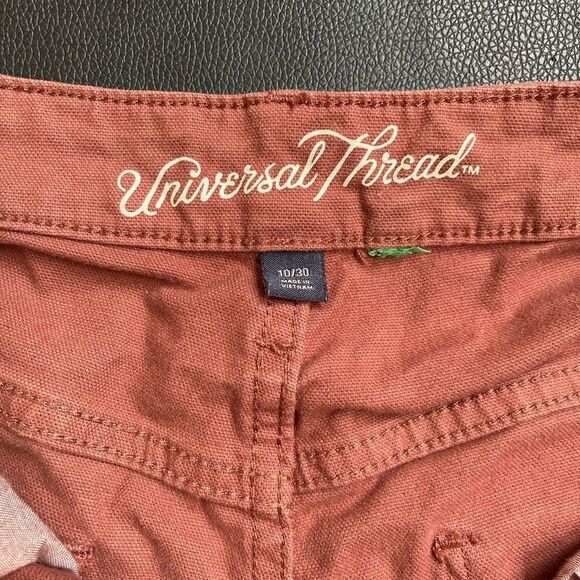 Universal Thread™
10/30
MADE IN
VIETNAM